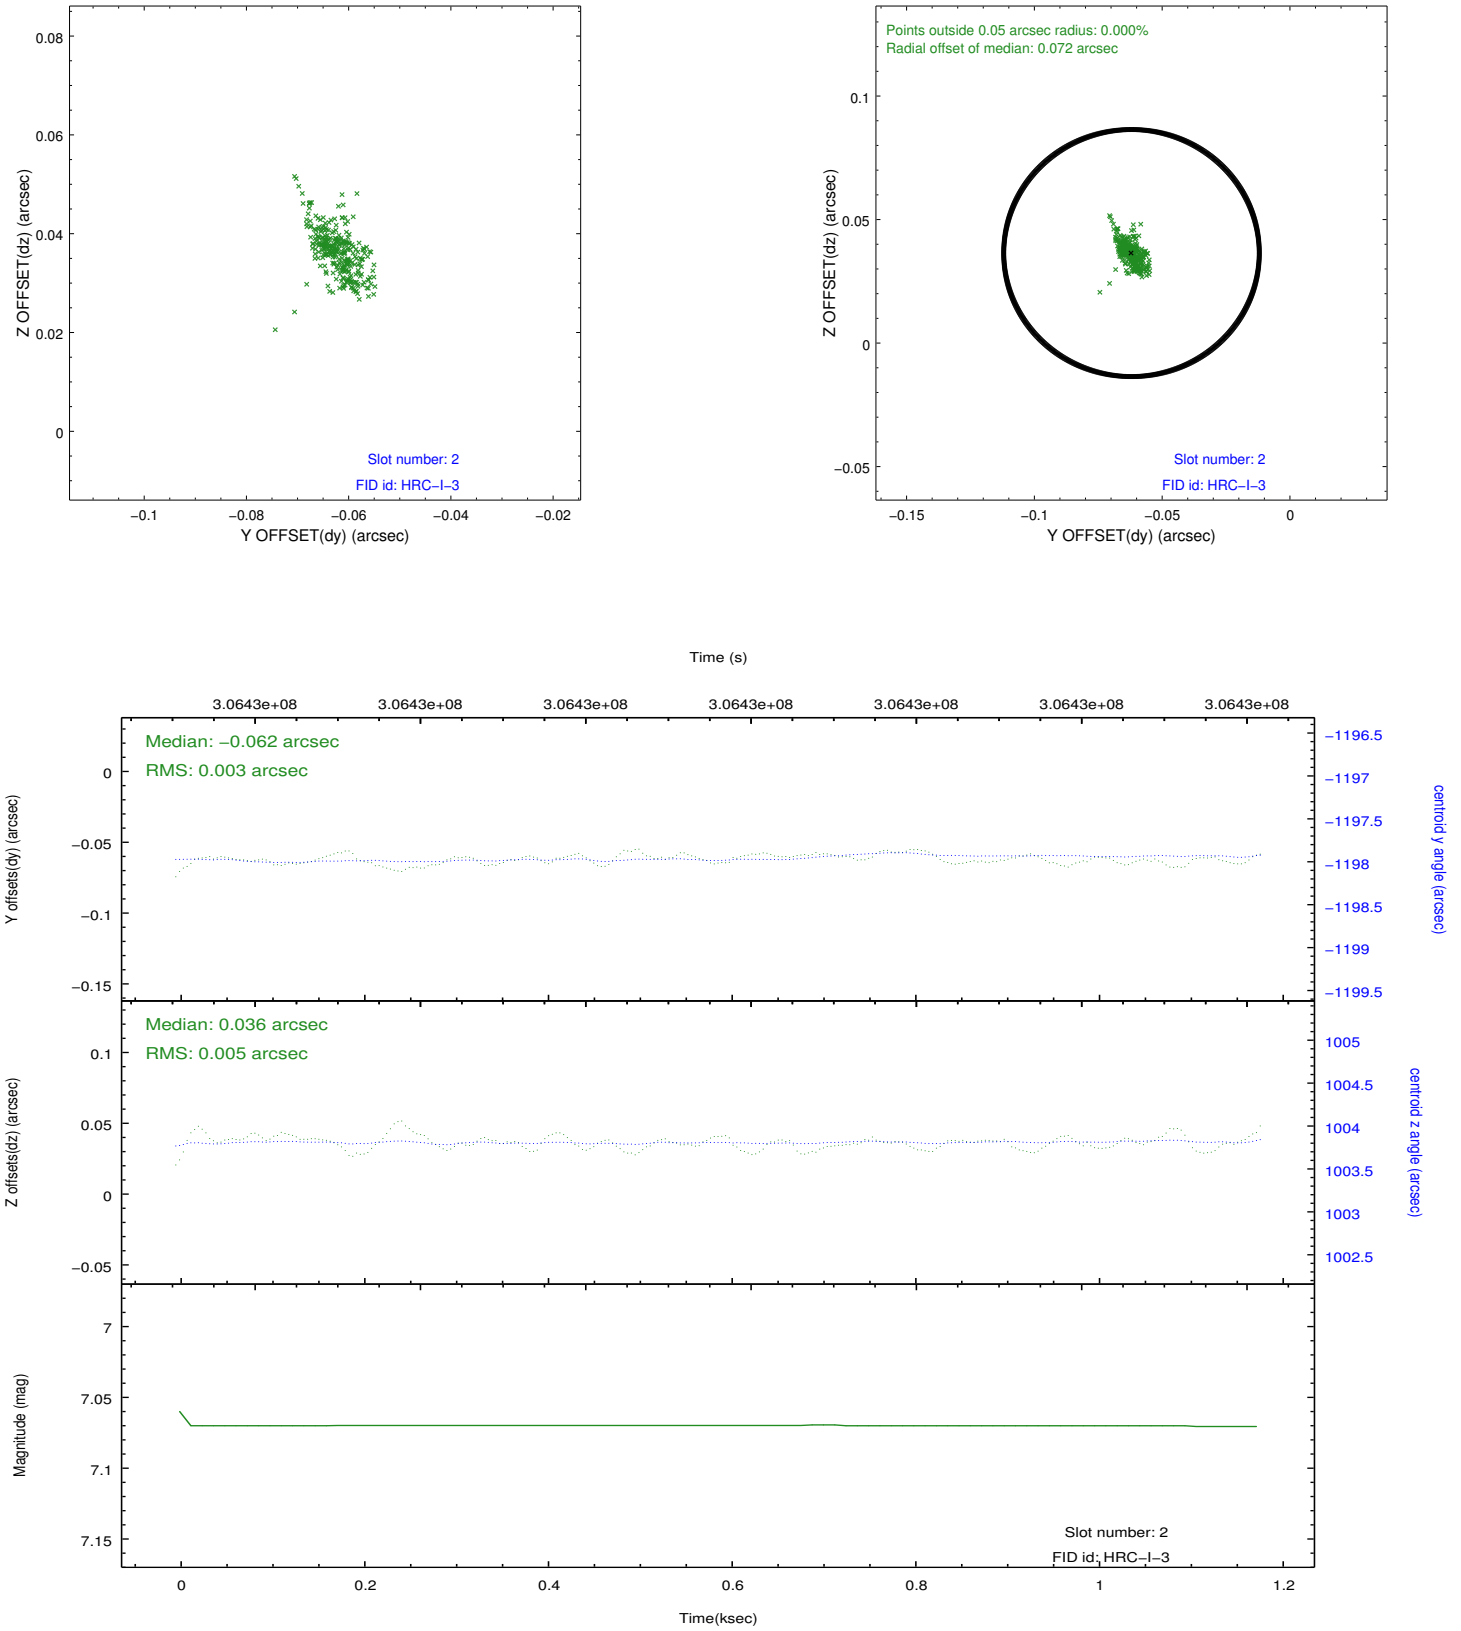 0.08
0.06
0.04
0.02
0
Z OFFSET(dz) (arcsec)
Slot number: 2
FID id: HRC−I−3
−0.1 −0.08 −0.06 −0.04 −0.02
Y OFFSET(dy) (arcsec)
Points outside 0.05 arcsec radius: 0.000%
Radial offset of median: 0.072 arcsec
0.1
0.05
0
−0.05
Z OFFSET(dz) (arcsec)
Slot number: 2
FID id: HRC−I−3
−0.15 −0.1 −0.05 0
Y OFFSET(dy) (arcsec)
Time (s)
3.0643e+08 3.0643e+08 3.0643e+08 3.0643e+08 3.0643e+08 3.0643e+08 3.0643e+08
Median: −0.062 arcsec
RMS: 0.003 arcsec
0
−0.05
−0.1
−0.15
Y offsets(dy) (arcsec)
−1196.5
−1197
−1197.5
−1198
−1198.5
−1199
−1199.5
centroid y angle (arcsec)
Median: 0.036 arcsec
RMS: 0.005 arcsec
0.1
0.05
0
−0.05
Z offsets(dz) (arcsec)
1005
1004.5
1004
1003.5
1003
1002.5
centroid z angle (arcsec)
7
7.05
7.1
7.15
Magnitude (mag)
Slot number: 2
FID id: HRC−I−3
0 0.2 0.4 0.6 0.8 1 1.2
Time(ksec)